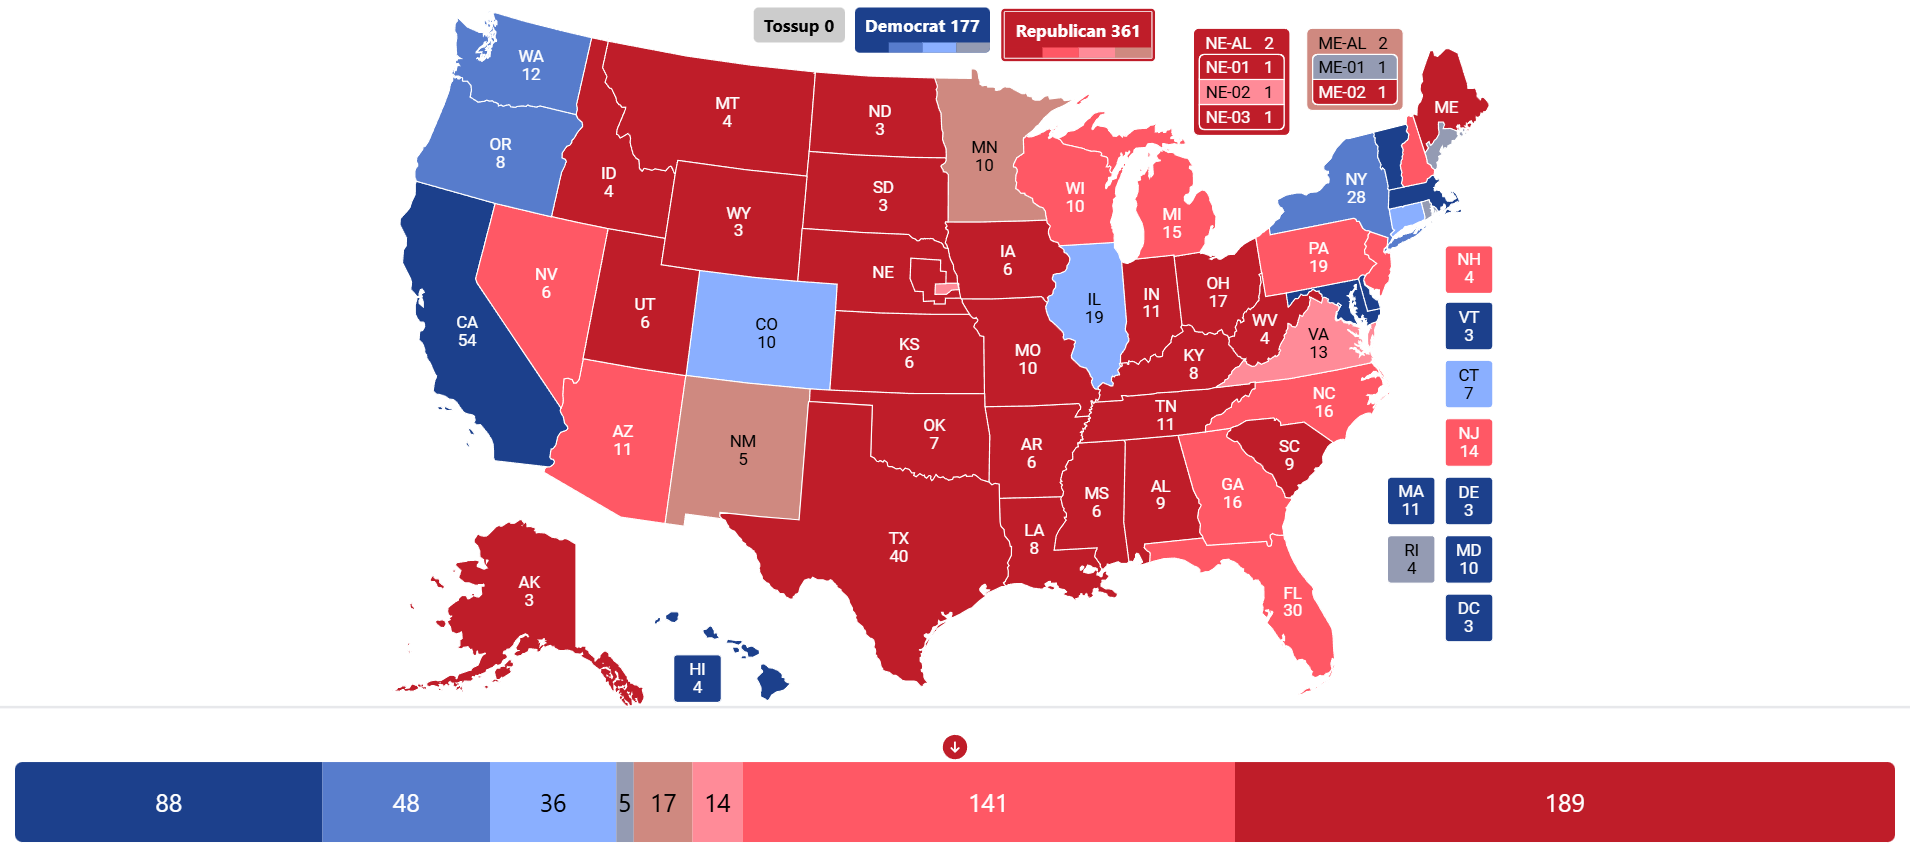 Tossup 0
Democrat 177
Republican 361
NE-AL 2
NE-01 1
NE-02 1
NE-03 1
ME-AL 2
ME-01 1
ME-02 1
WA
12
OR
8
CA
54
NV
6
ID
4
MT
4
WY
3
UT
6
AZ
11
CO
10
NM
5
ND
3
SD
3
NE
KS
6
OK
7
TX
40
MN
10
IA
6
MO
10
AR
6
LA
8
WI
10
IL
19
MI
15
IN
11
OH
17
KY
8
TN
11
MS
6
AL
9
GA
16
FL
30
SC
9
NC
16
VA
13
WV
4
PA
19
NY
28
ME
NH
4
VT
3
CT
7
NJ
14
MA
11
DE
3
RI
4
MD
10
DC
3
AK
3
HI
4
88
48
36
5
17
14
141
189